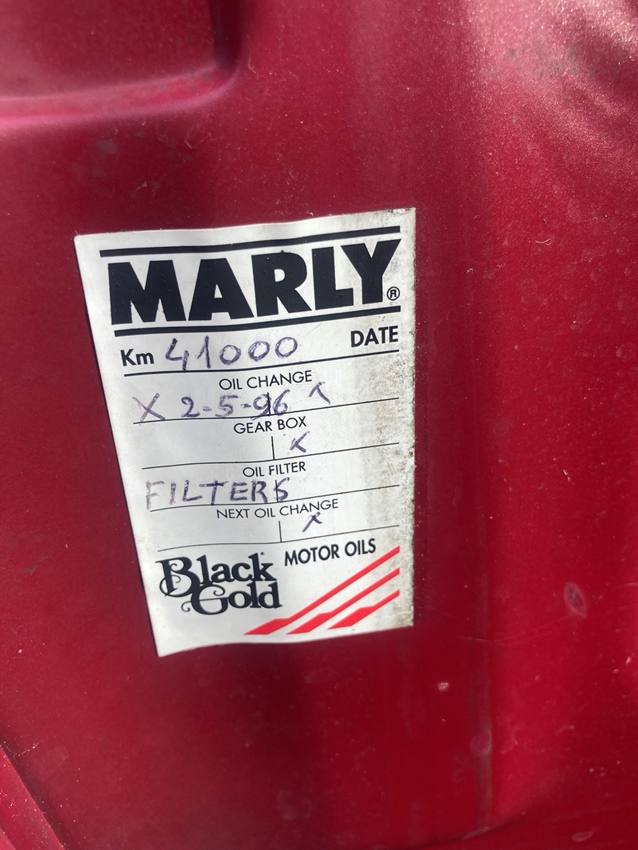 MARLY®
Km 41000 DATE
OIL CHANGE
X 2-5-96 x
GEAR BOX
x
OIL FILTER
FILTERS
NEXT OIL CHANGE
x
Black Gold MOTOR OILS